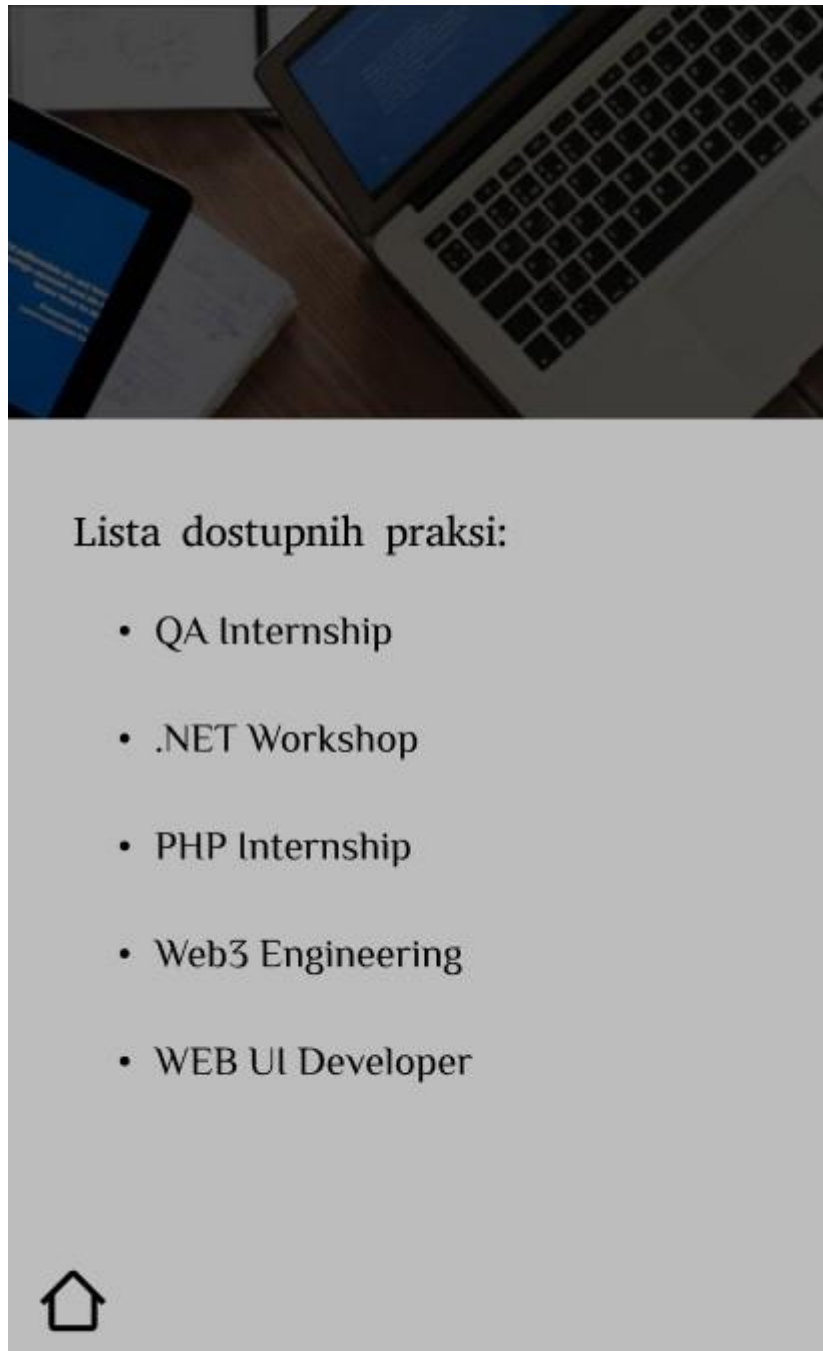 Lista dostupnih praksi:
• QA Internship
• .NET Workshop
• PHP Internship
• Web3 Engineering
• WEB UI Developer